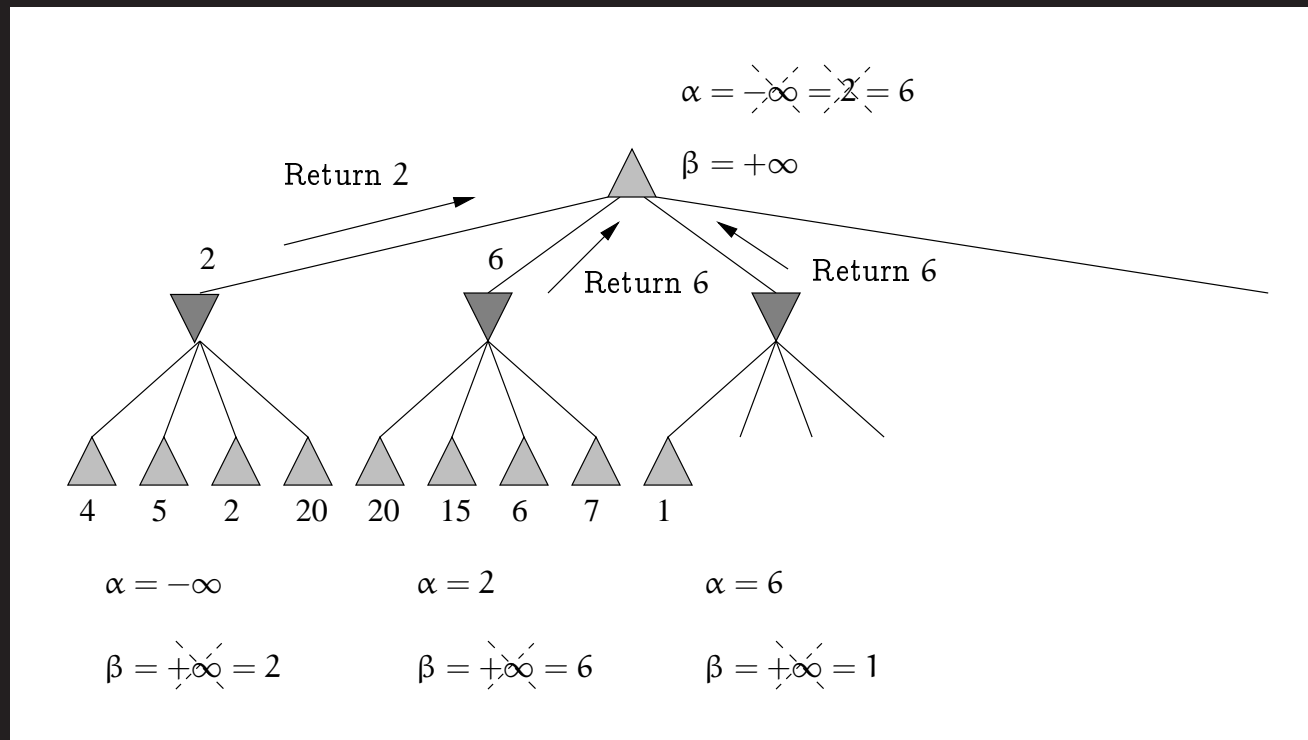 α = −∞ = 2 = 6
β = +∞
Return 2
2
6
Return 6
Return 6
4 5 2 20 20 15 6 7 1
α = −∞
β = +∞ = 2
α = 2
β = +∞ = 6
α = 6
β = +∞ = 1